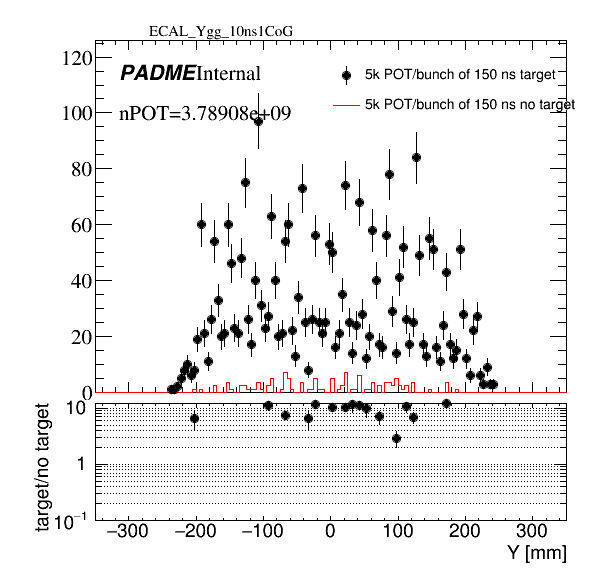 ECAL_Ygg_10ns1CoG
120
PADME Internal
5k POT/bunch of 150 ns target
5k POT/bunch of 150 ns no target
100
nPOT=3.78908e+09
80
60
40
20
0
target/no target
10
1
10⁻¹
−300 −200 −100 0 100 200 300
Y [mm]